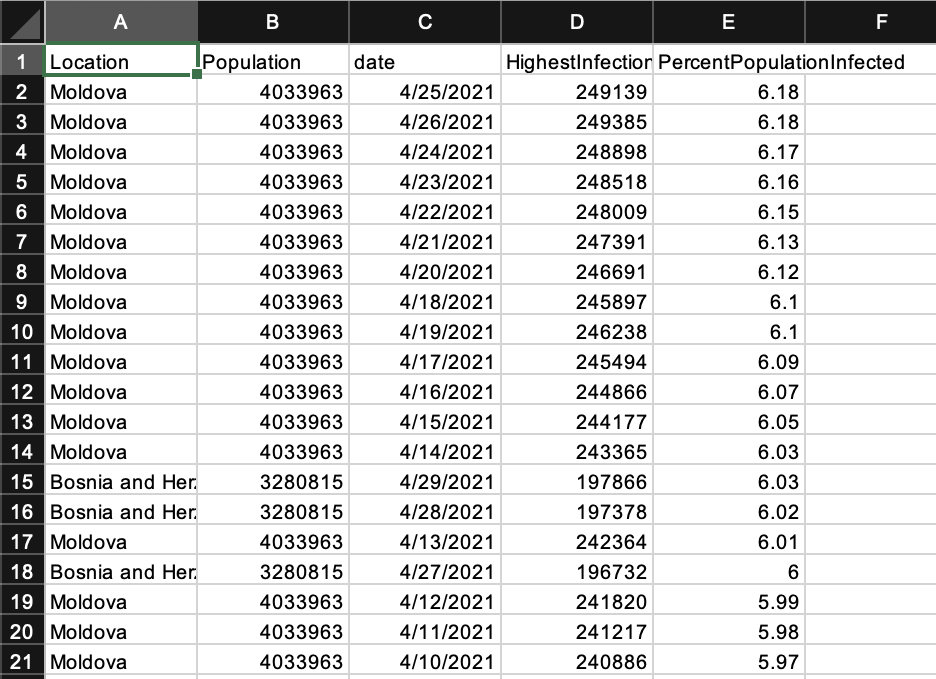 A B C D E F
1 Location Population date HighestInfection PercentPopulationInfected
2 Moldova 4033963 4/25/2021 249139 6.18
3 Moldova 4033963 4/26/2021 249385 6.18
4 Moldova 4033963 4/24/2021 248898 6.17
5 Moldova 4033963 4/23/2021 248518 6.16
6 Moldova 4033963 4/22/2021 248009 6.15
7 Moldova 4033963 4/21/2021 247391 6.13
8 Moldova 4033963 4/20/2021 246691 6.12
9 Moldova 4033963 4/18/2021 245897 6.1
10 Moldova 4033963 4/19/2021 246238 6.1
11 Moldova 4033963 4/17/2021 245494 6.09
12 Moldova 4033963 4/16/2021 244866 6.07
13 Moldova 4033963 4/15/2021 244177 6.05
14 Moldova 4033963 4/14/2021 243365 6.03
15 Bosnia and Her 3280815 4/29/2021 197866 6.03
16 Bosnia and Her 3280815 4/28/2021 197378 6.02
17 Moldova 4033963 4/13/2021 242364 6.01
18 Bosnia and Her 3280815 4/27/2021 196732 6
19 Moldova 4033963 4/12/2021 241820 5.99
20 Moldova 4033963 4/11/2021 241217 5.98
21 Moldova 4033963 4/10/2021 240886 5.97